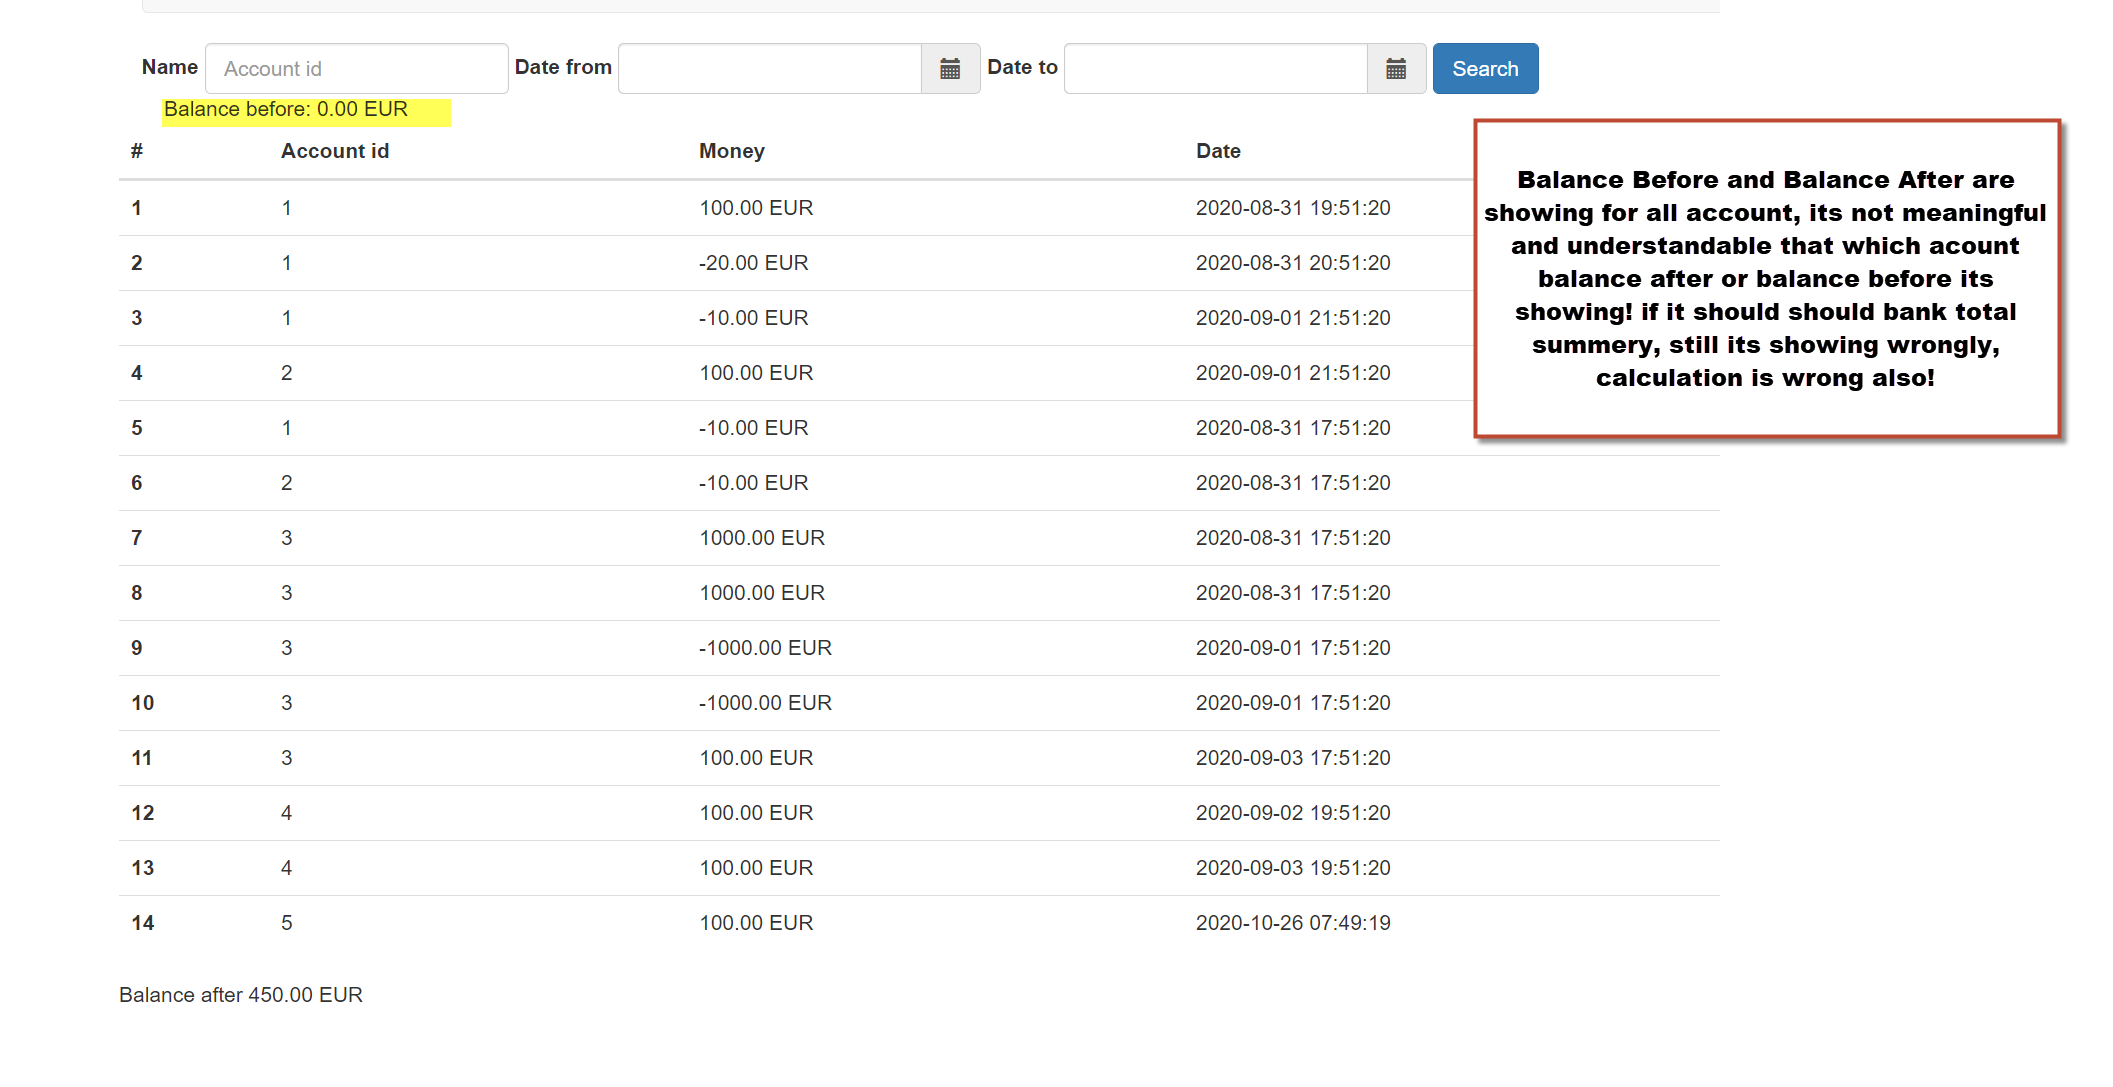 Name Account id Date from Date to Search
Balance before: 0.00 EUR
# Account id Money Date
1 1 100.00 EUR 2020-08-31 19:51:20
2 1 -20.00 EUR 2020-08-31 20:51:20
3 1 -10.00 EUR 2020-09-01 21:51:20
4 2 100.00 EUR 2020-09-01 21:51:20
5 1 -10.00 EUR 2020-08-31 17:51:20
6 2 -10.00 EUR 2020-08-31 17:51:20
7 3 1000.00 EUR 2020-08-31 17:51:20
8 3 1000.00 EUR 2020-08-31 17:51:20
9 3 -1000.00 EUR 2020-09-01 17:51:20
10 3 -1000.00 EUR 2020-09-01 17:51:20
11 3 100.00 EUR 2020-09-03 17:51:20
12 4 100.00 EUR 2020-09-02 19:51:20
13 4 100.00 EUR 2020-09-03 19:51:20
14 5 100.00 EUR 2020-10-26 07:49:19
Balance after 450.00 EUR
Balance Before and Balance After are
showing for all account, its not meaningful
and understandable that which acount
balance after or balance before its
showing! if it should should bank total
summery, still its showing wrongly,
calculation is wrong also!